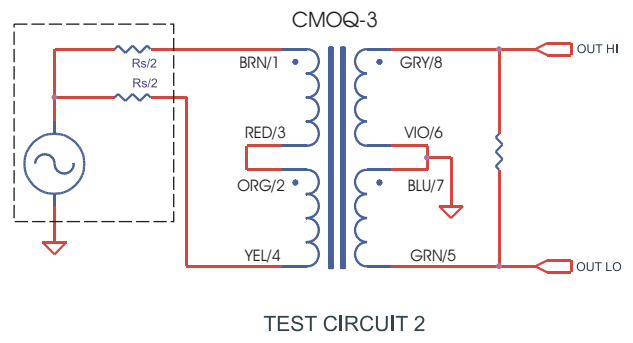 CMOQ-3
Rs/2
Rs/2
BRN/1
GRY/8
OUT HI
RED/3
VIO/6
ORG/2
BLU/7
YEL/4
GRN/5
OUT LO
TEST CIRCUIT 2